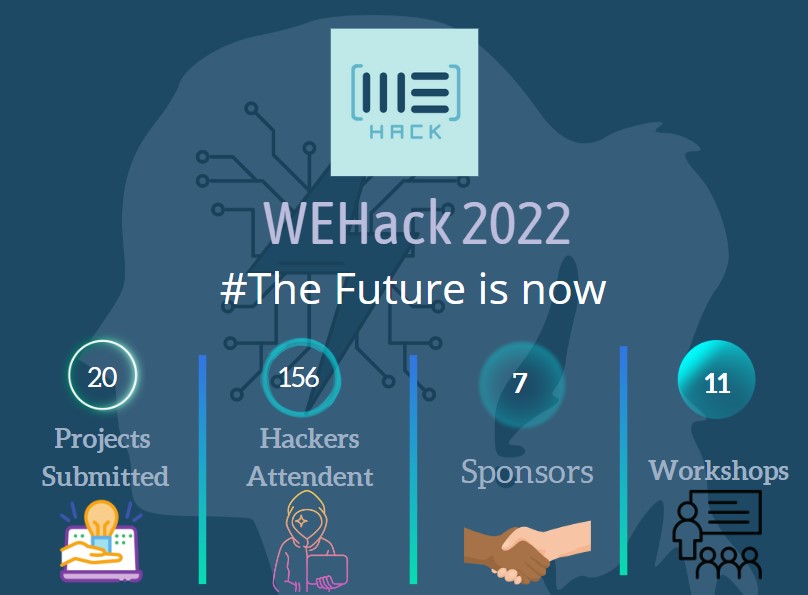 WE
HACK
WEHack 2022
#The Future is now
20
156
7
11
Projects
Submitted
Hackers
Attendent
Sponsors
Workshops